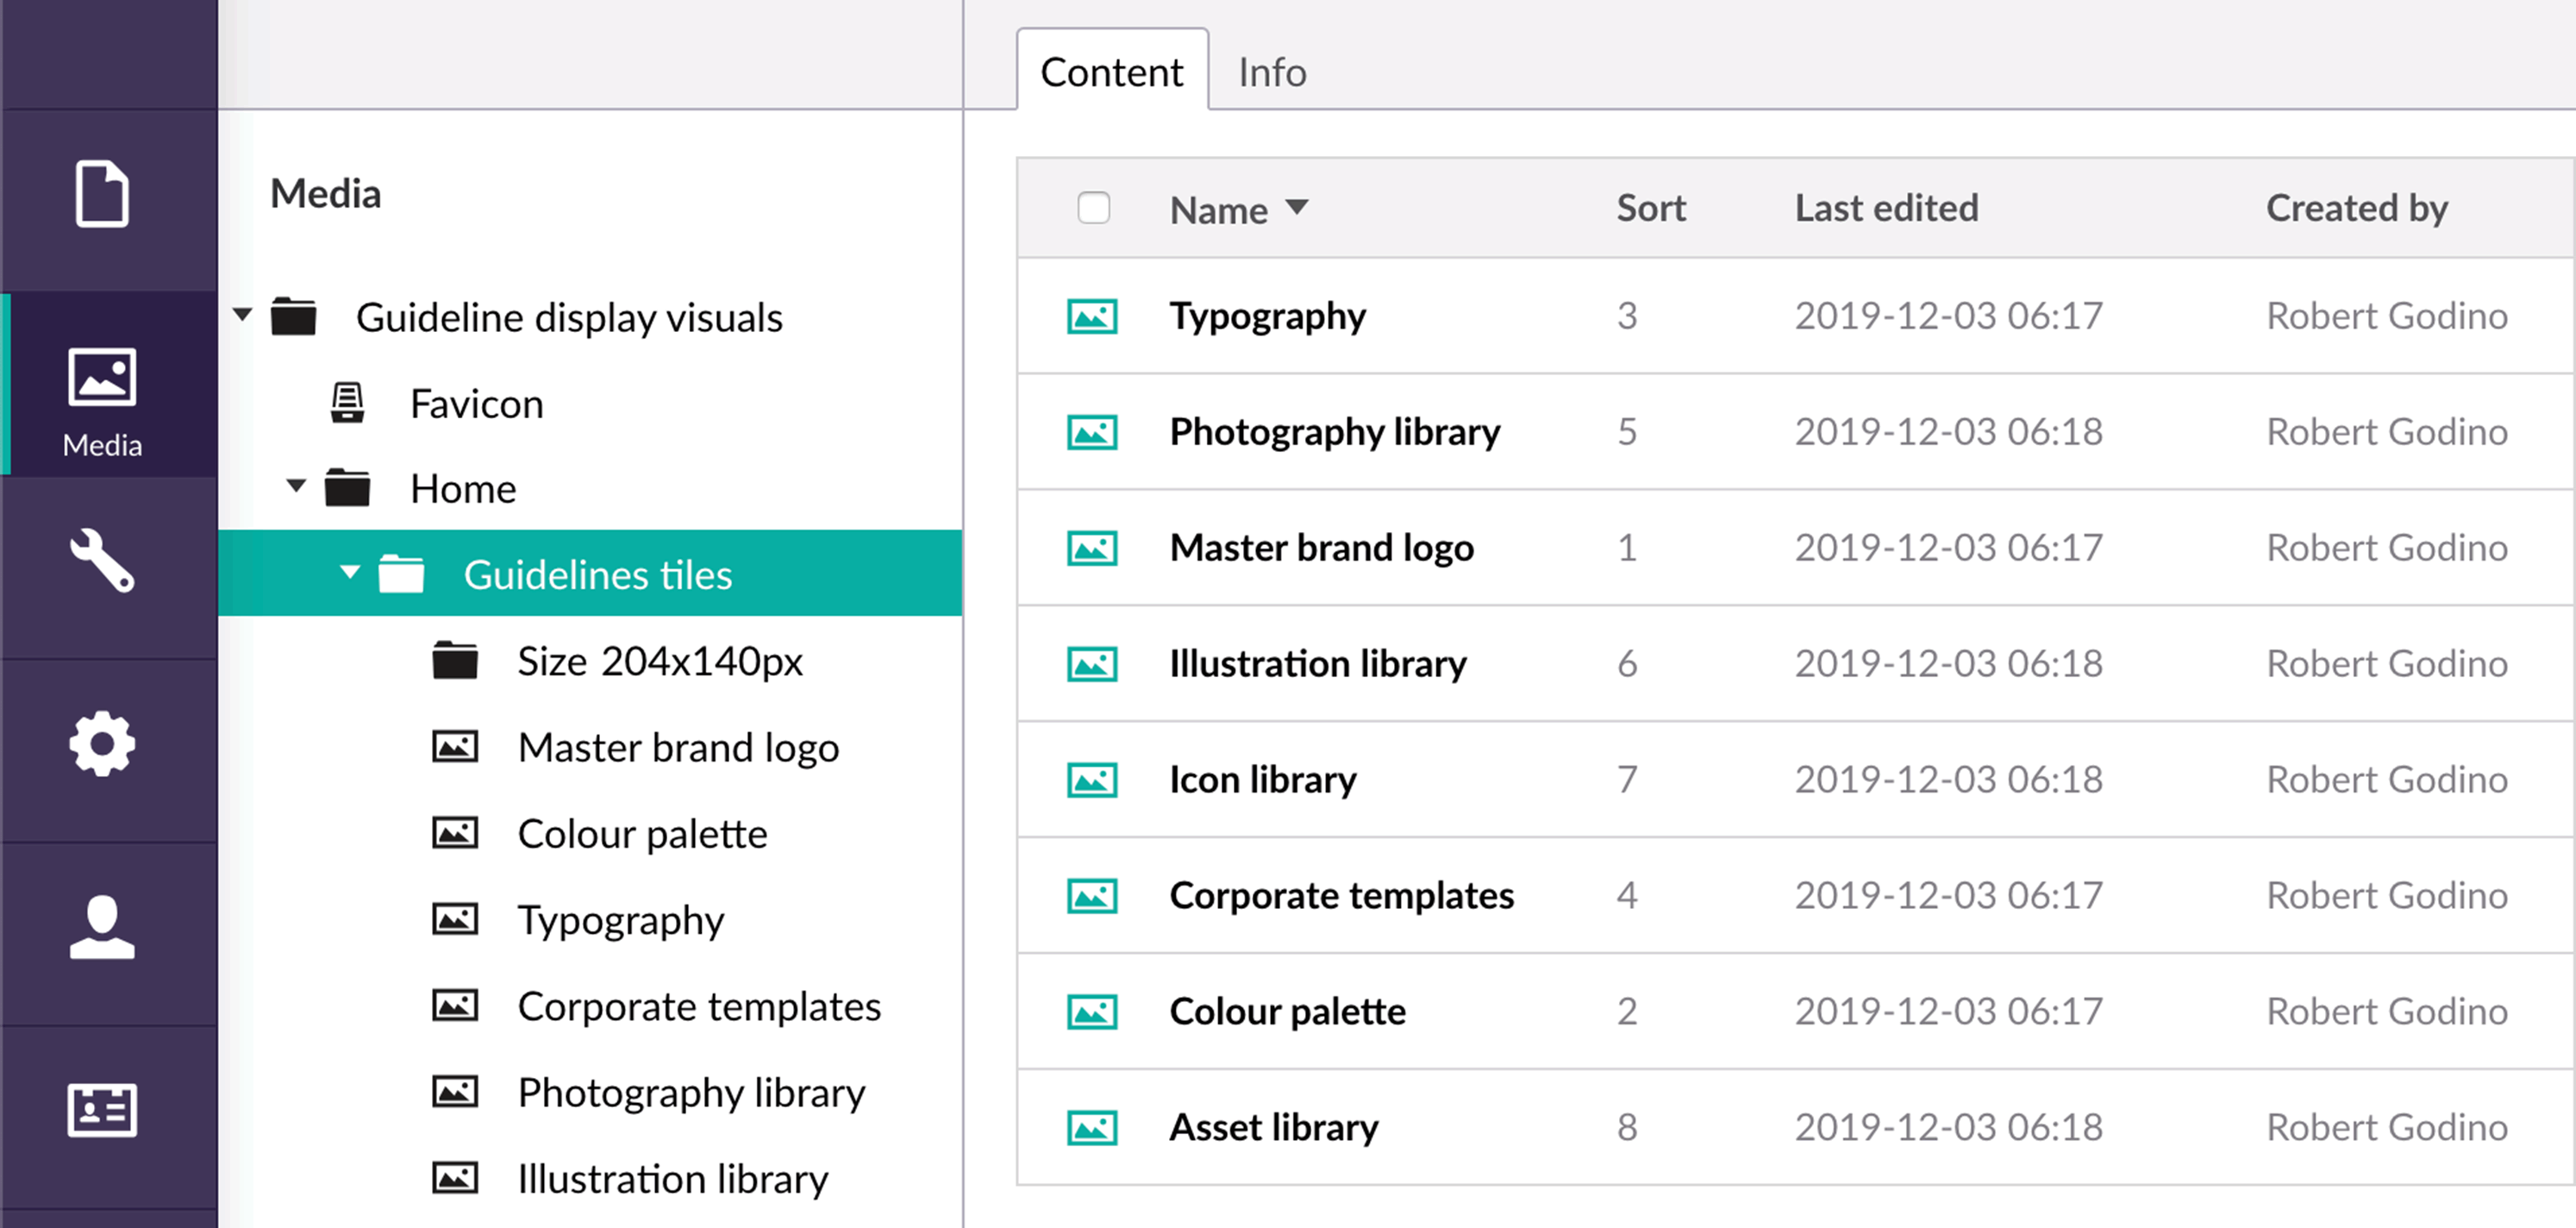 Media
Media
Guideline display visuals
Favicon
Home
Guidelines tiles
Size 204x140px
Master brand logo
Colour palette
Typography
Corporate templates
Photography library
Illustration library
Content Info
Name Sort Last edited Created by
Typography 3 2019-12-03 06:17 Robert Godino
Photography library 5 2019-12-03 06:18 Robert Godino
Master brand logo 1 2019-12-03 06:17 Robert Godino
Illustration library 6 2019-12-03 06:18 Robert Godino
Icon library 7 2019-12-03 06:18 Robert Godino
Corporate templates 4 2019-12-03 06:17 Robert Godino
Colour palette 2 2019-12-03 06:17 Robert Godino
Asset library 8 2019-12-03 06:18 Robert Godino